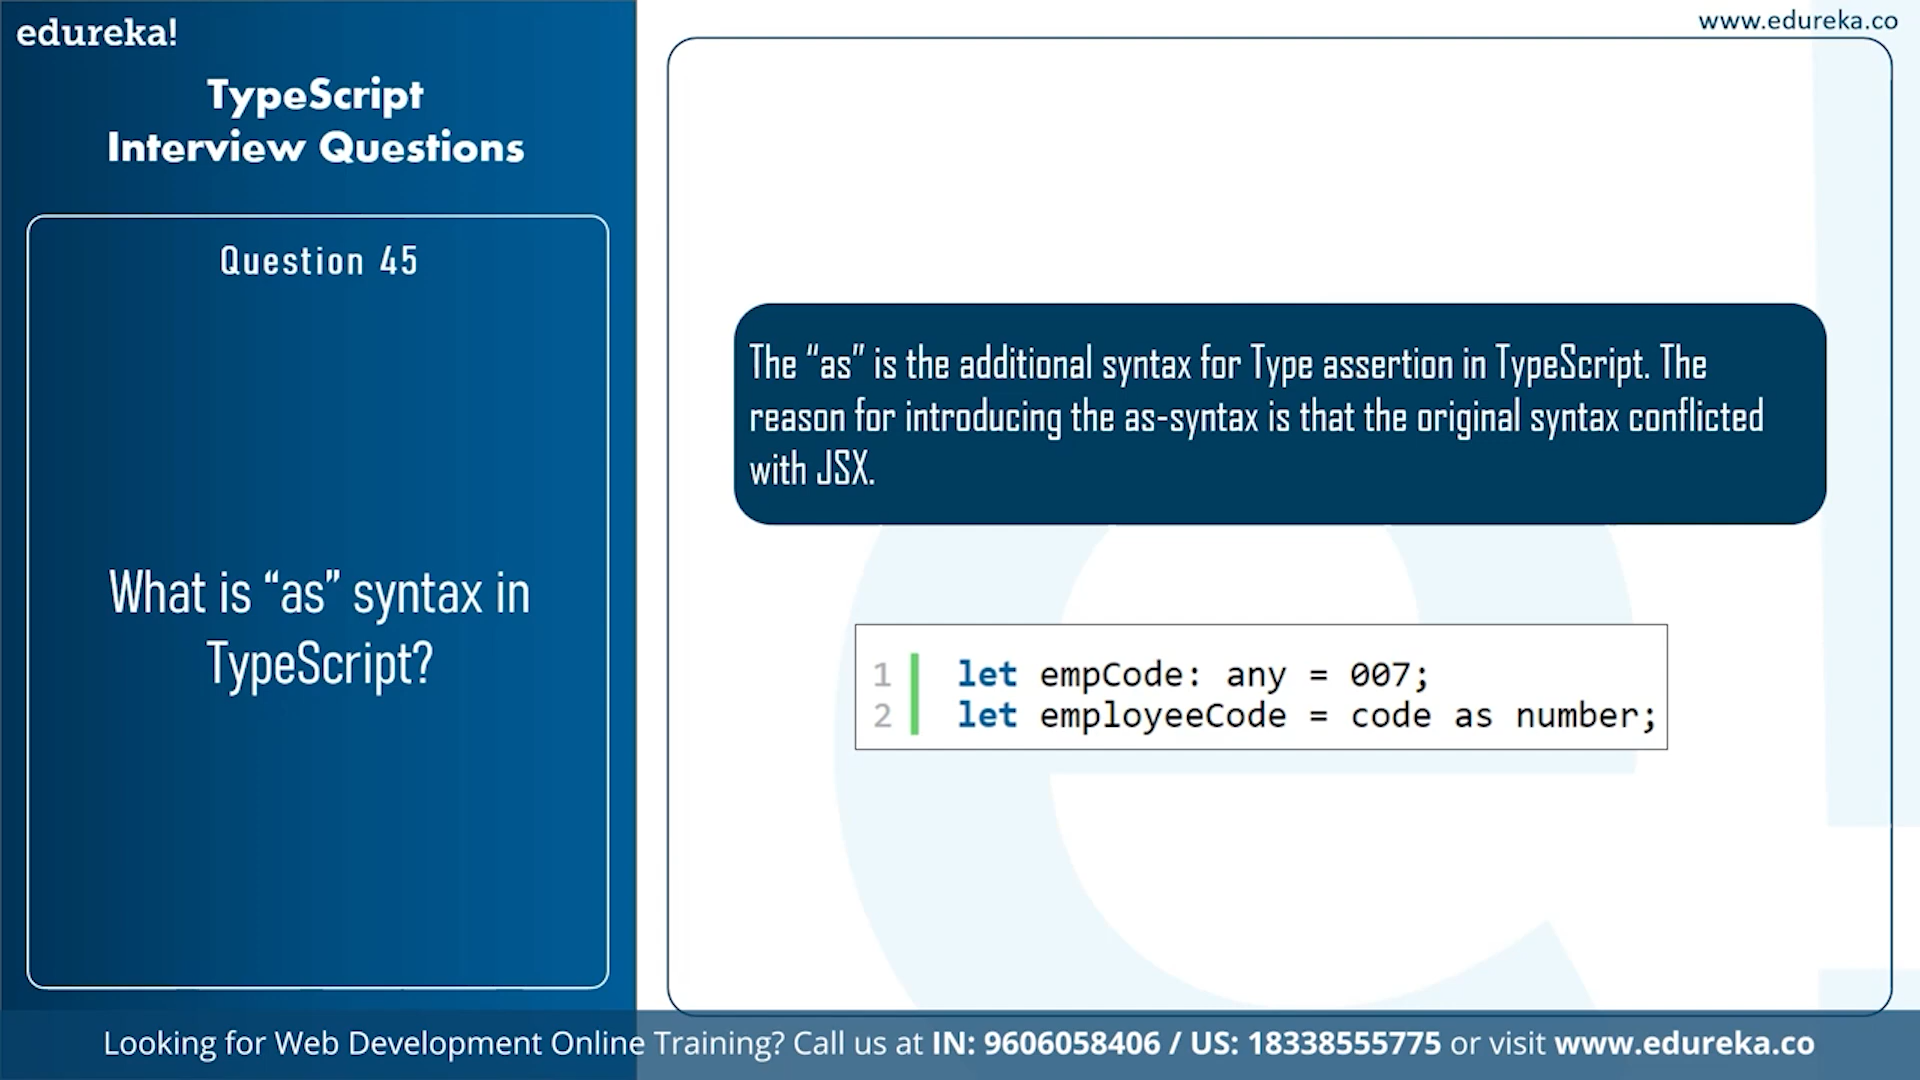 edureka!
www.edureka.co
TypeScript
Interview Questions
Question 45
What is “as” syntax in
TypeScript?
The “as” is the additional syntax for Type assertion in TypeScript. The
reason for introducing the as-syntax is that the original syntax conflicted
with JSX.
1 let empCode: any = 007;
2 let employeeCode = code as number;
Looking for Web Development Online Training? Call us at IN: 9606058406 / US: 18338555775 or visit www.edureka.co